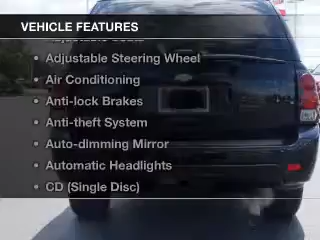 VEHICLE FEATURES
• Adjustable Steering Wheel
• Air Conditioning
• Anti-lock Brakes
• Anti-theft System
• Auto-dimming Mirror
• Automatic Headlights
• CD (Single Disc)